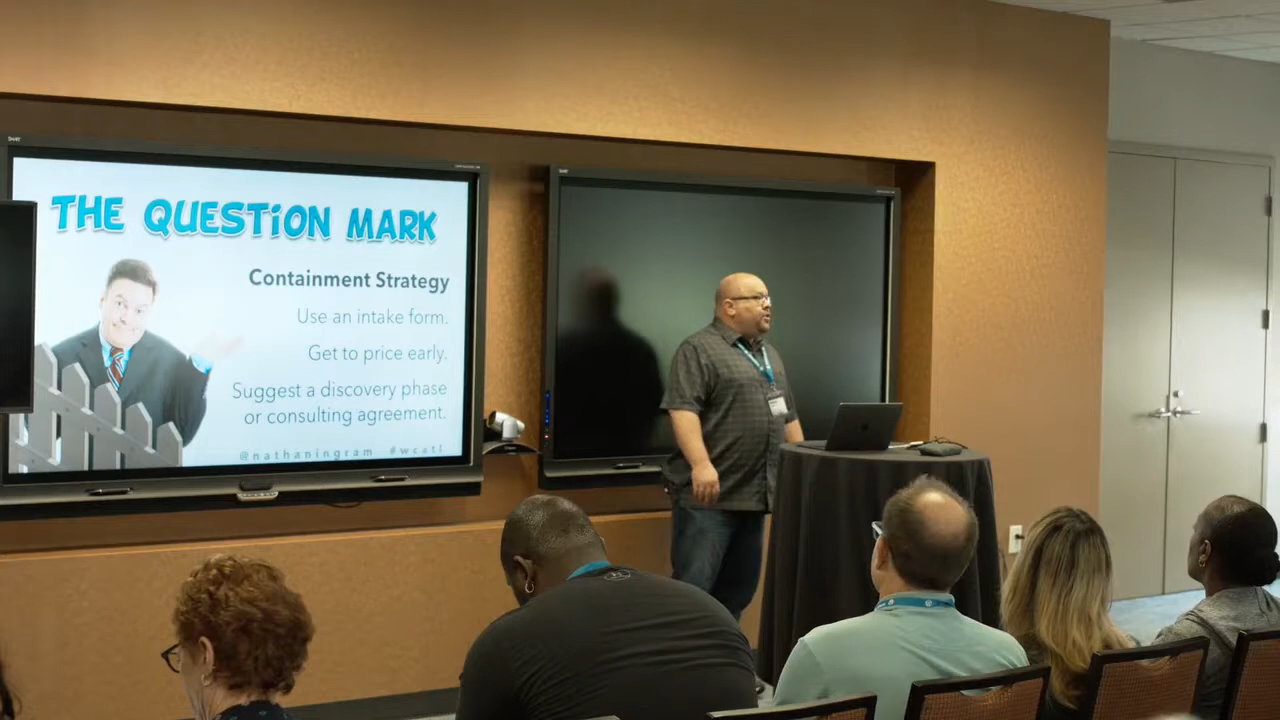 THE QUESTION MARK
Containment Strategy
Use an intake form.
Get to price early.
Suggest a discovery phase
or consulting agreement.
@nathaningram #wcatl